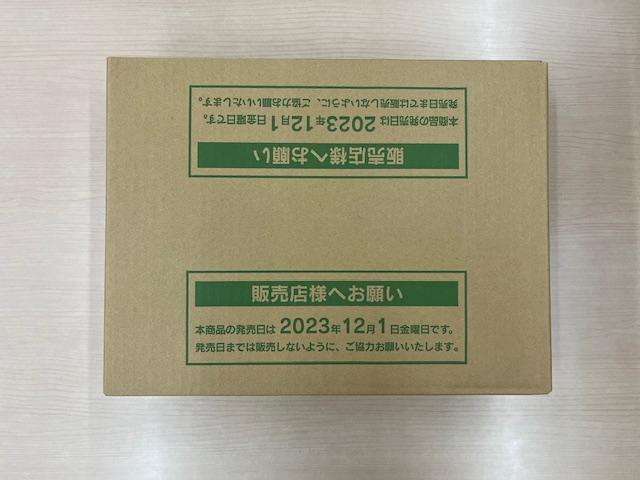 販売店様へお願い
本商品の発売日は2023年12月1日金曜日です。
発売日までは販売しないように、ご協力お願いいたします。
販売店様へお願い
本商品の発売日は2023年12月1日金曜日です。
発売日までは販売しないように、ご協力お願いいたします。